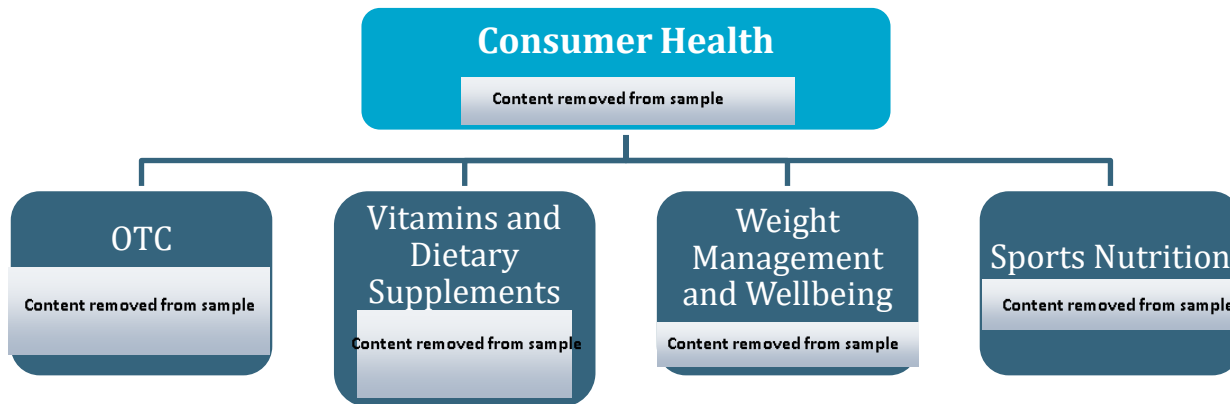 Consumer Health
Content removed from sample
OTC
Content removed from sample
Vitamins and
Dietary
Supplements
Content removed from sample
Weight
Management
and Wellbeing
Content removed from sample
Sports Nutrition
Content removed from sample